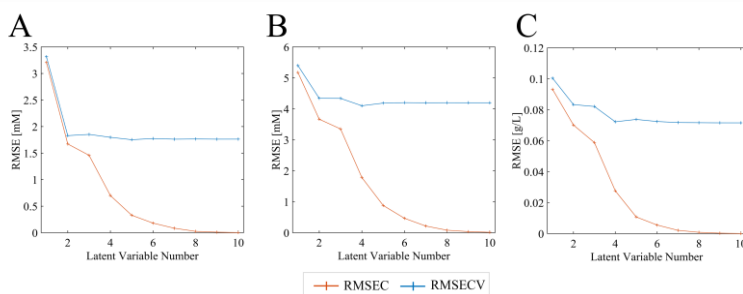 A
3.5
3
2.5
2
1.5
1
0.5
0
2 4 6 8 10
RMSE [mM]
Latent Variable Number
B
6
5
4
3
2
1
0
2 4 6 8 10
RMSE [mM]
Latent Variable Number
C
0.12
0.1
0.08
0.06
0.04
0.02
0
2 4 6 8 10
RMSE [g/L]
Latent Variable Number
RMSEC RMSECV